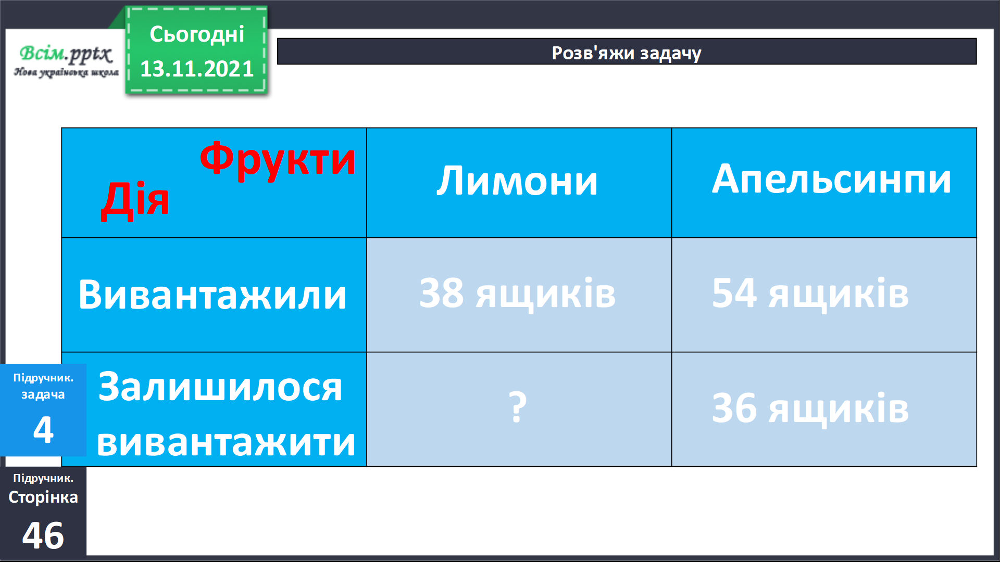 Всім.pptx
Нова українська школа
Сьогодні
13.11.2021
Розв'яжи задачу
Фрукти
Дія
Лимони
Апельсинпи
Вивантажили
38 ящиків
54 ящиків
Залишилося
вивантажити
?
36 ящиків
Підручник.
задача
4
Підручник.
Сторінка
46